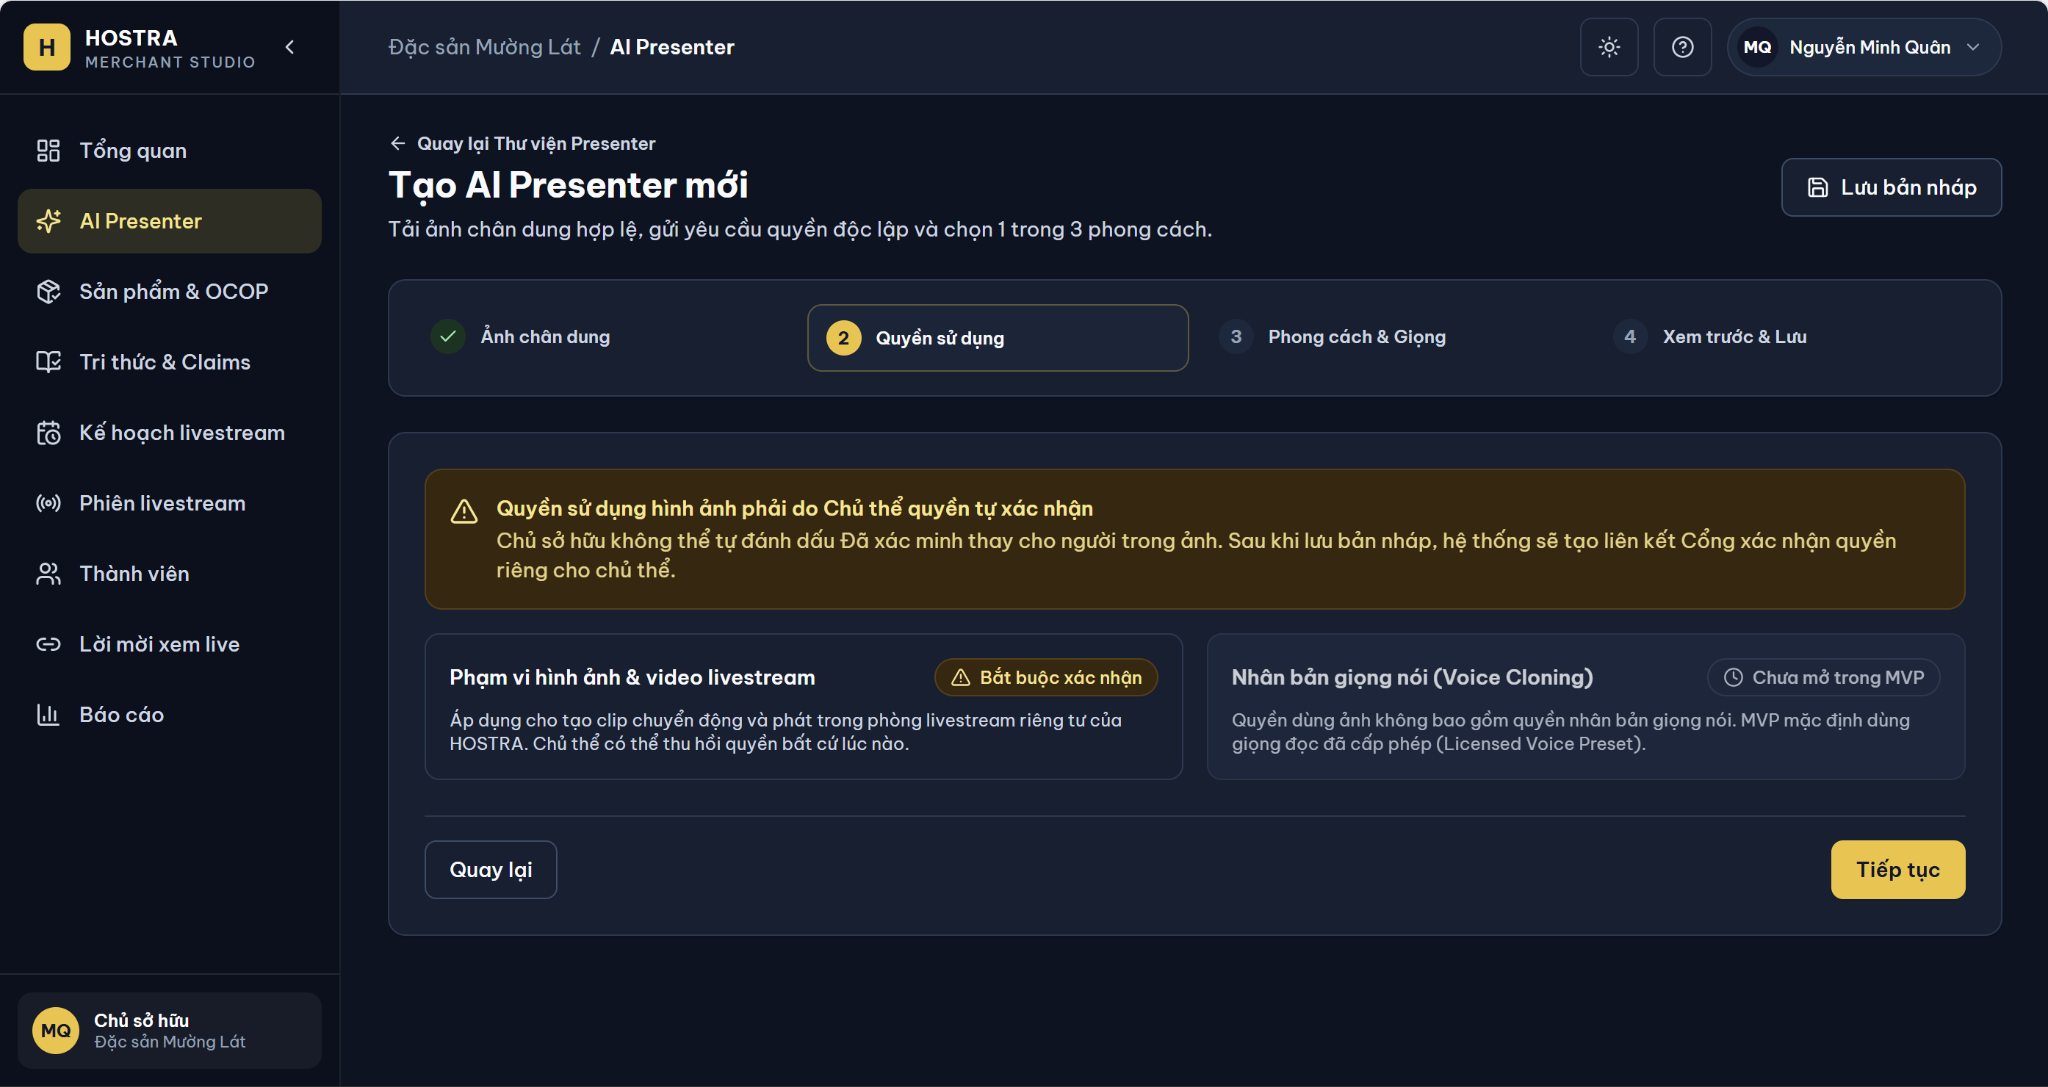 H
HOSTRA
MERCHANT STUDIO
Đặc sản Mường Lát / AI Presenter
MQ Nguyễn Minh Quân
Tổng quan
AI Presenter
Sản phẩm & OCOP
Tri thức & Claims
Kế hoạch livestream
Phiên livestream
Thành viên
Lời mời xem live
Báo cáo
MQ
Chủ sở hữu
Đặc sản Mường Lát
Quay lại Thư viện Presenter
Tạo AI Presenter mới
Tải ảnh chân dung hợp lệ, gửi yêu cầu quyền độc lập và chọn 1 trong 3 phong cách.
Lưu bản nháp
Ảnh chân dung
2 Quyền sử dụng
3 Phong cách & Giọng
4 Xem trước & Lưu
Quyền sử dụng hình ảnh phải do Chủ thể quyền tự xác nhận
Chủ sở hữu không thể tự đánh dấu Đã xác minh thay cho người trong ảnh. Sau khi lưu bản nháp, hệ thống sẽ tạo liên kết Cổng xác nhận quyền
riêng cho chủ thể.
Phạm vi hình ảnh & video livestream
Bắt buộc xác nhận
Áp dụng cho tạo clip chuyển động và phát trong phòng livestream riêng tư của
HOSTRA. Chủ thể có thể thu hồi quyền bất cứ lúc nào.
Nhân bản giọng nói (Voice Cloning)
Chưa mở trong MVP
Quyền dùng ảnh không bao gồm quyền nhân bản giọng nói. MVP mặc định dùng
giọng đọc đã cấp phép (Licensed Voice Preset).
Quay lại
Tiếp tục